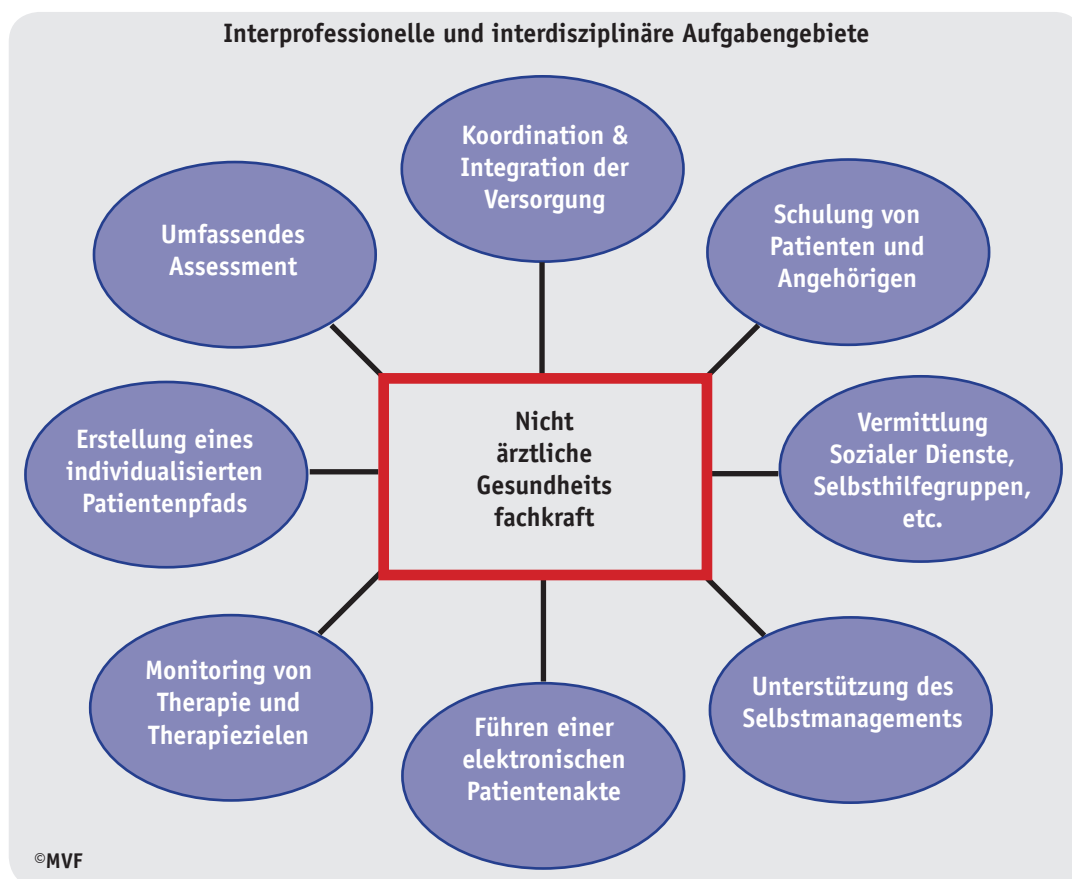 Interprofessionelle und interdisziplinäre Aufgabengebiete
Koordination &
Integration der
Versorgung
Umfassendes
Assessment
Schulung von
Patienten und
Angehörigen
Erstellung eines
individualisierten
Patientenpfads
Nicht
ärztliche
Gesundheits
fachkraft
Vermittlung
Sozialer Dienste,
Selbsthilfegruppen,
etc.
Monitoring von
Therapie und
Therapiezielen
Führen einer
elektronischen
Patientenakte
Unterstützung des
Selbstmanagements
©MVF